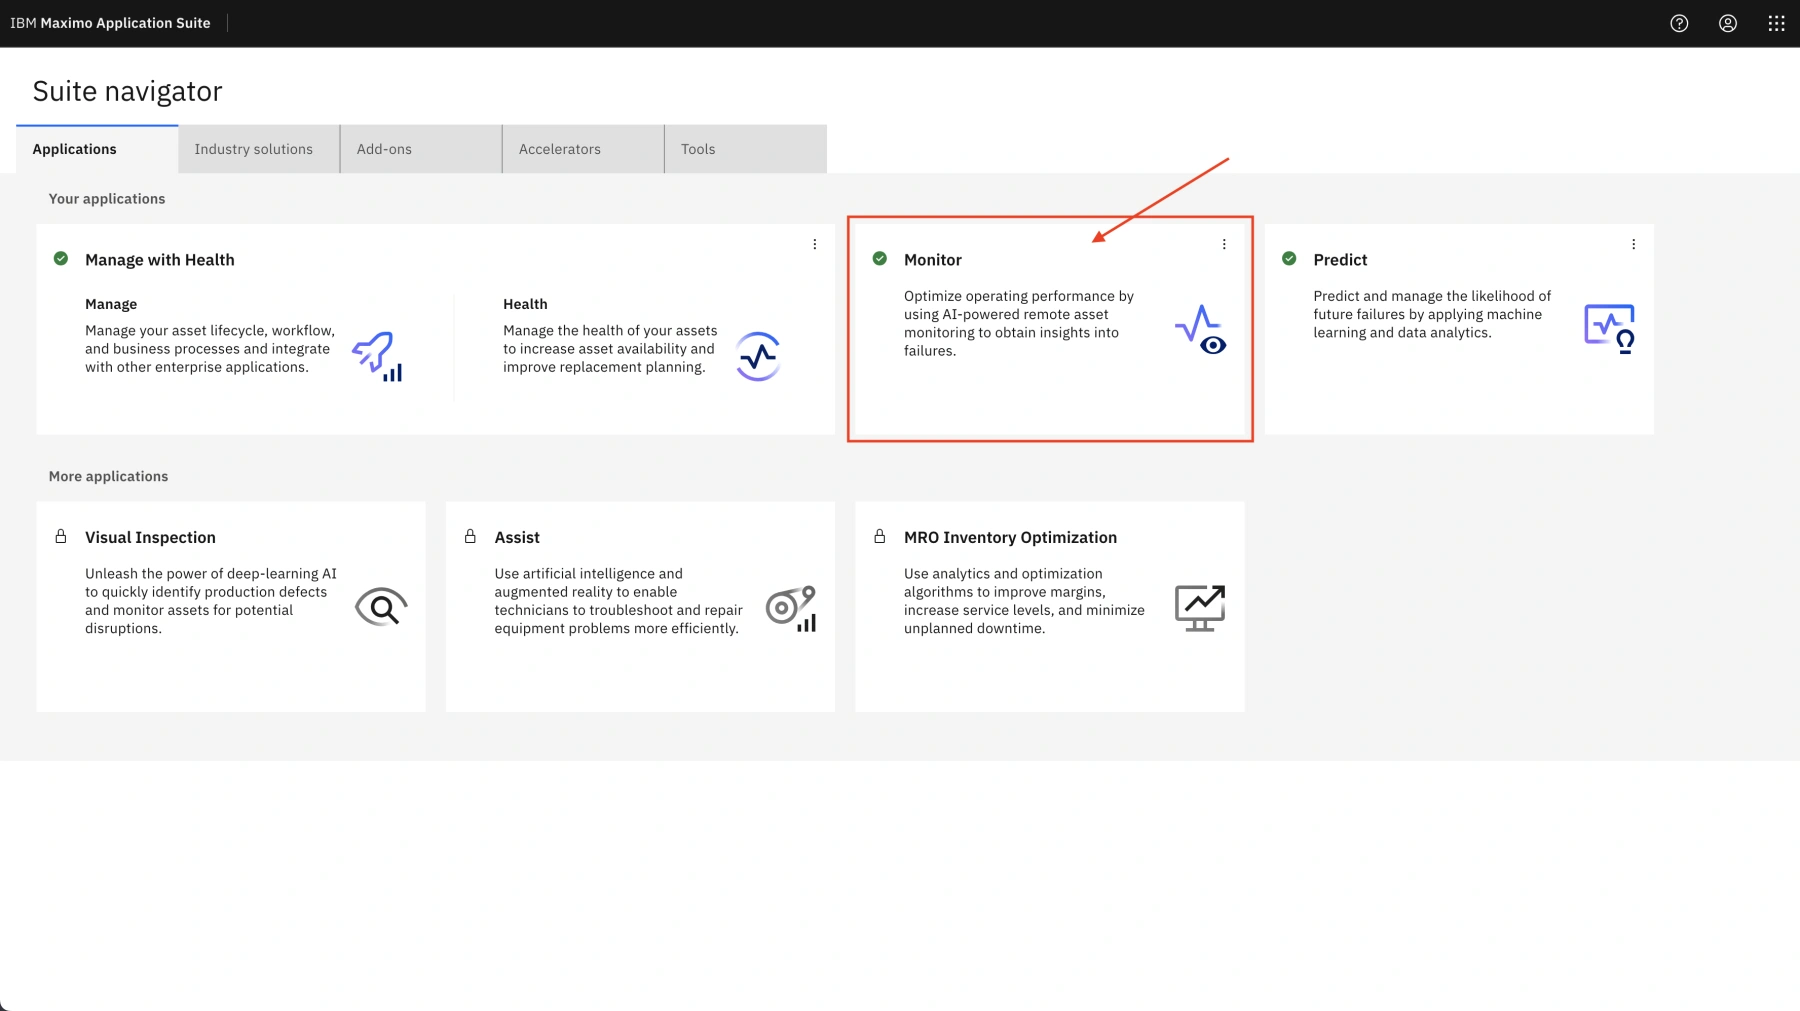 IBM Maximo Application Suite
Suite navigator
Applications
Industry solutions
Add-ons
Accelerators
Tools
Your applications
Manage with Health
Manage
Manage your asset lifecycle, workflow,
and business processes and integrate
with other enterprise applications.
Health
Manage the health of your assets
to increase asset availability and
improve replacement planning.
Monitor
Optimize operating performance by
using AI-powered remote asset
monitoring to obtain insights into
failures.
Predict
Predict and manage the likelihood of
future failures by applying machine
learning and data analytics.
More applications
Visual Inspection
Unleash the power of deep-learning AI
to quickly identify production defects
and monitor assets for potential
disruptions.
Assist
Use artificial intelligence and
augmented reality to enable
technicians to troubleshoot and repair
equipment problems more efficiently.
MRO Inventory Optimization
Use analytics and optimization
algorithms to improve margins,
increase service levels, and minimize
unplanned downtime.